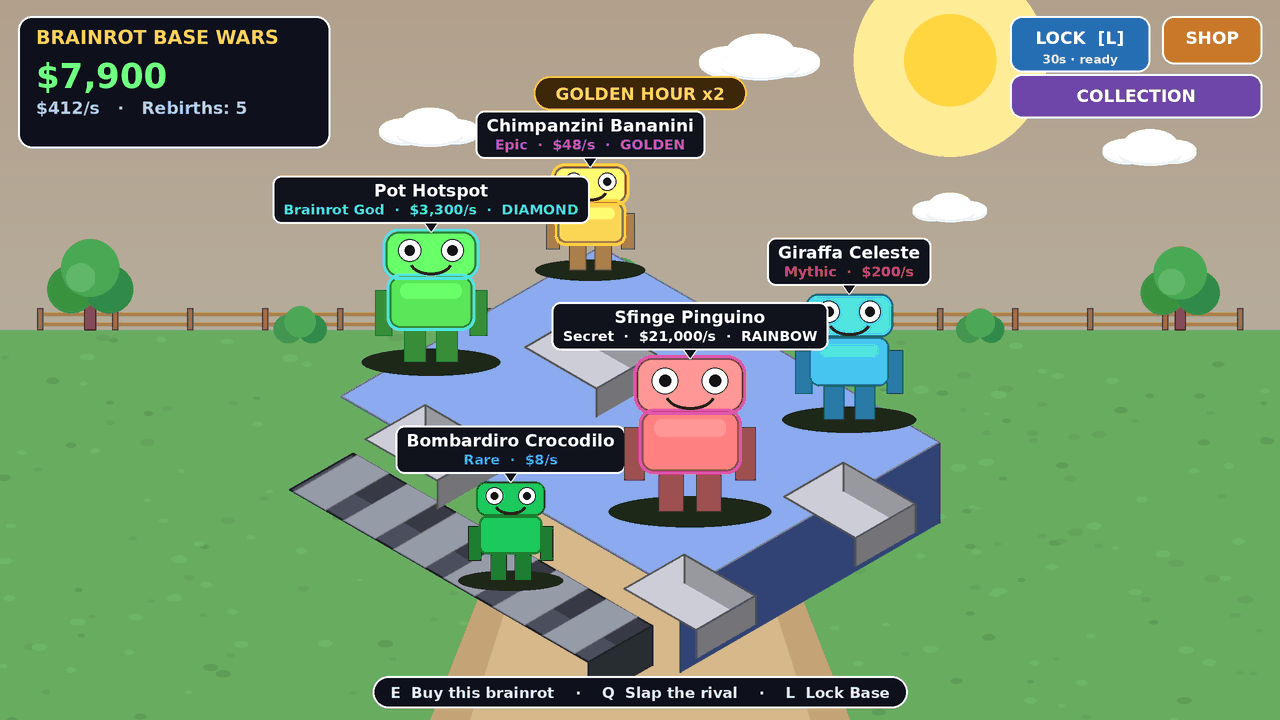 BRAINROT BASE WARS
$7,900
$412/s · Rebirths: 5
LOCK [L]
30s · ready
SHOP
COLLECTION
GOLDEN HOUR x2
Chimpanzini Bananini
Epic · $48/s · GOLDEN
Pot Hotspot
Brainrot God · $3,300/s · DIAMOND
Giraffa Celeste
Mythic · $200/s
Sfinge Pinguino
Secret · $21,000/s · RAINBOW
Bombardiro Crocodilo
Rare · $8/s
E Buy this brainrot · Q Slap the rival · L Lock Base